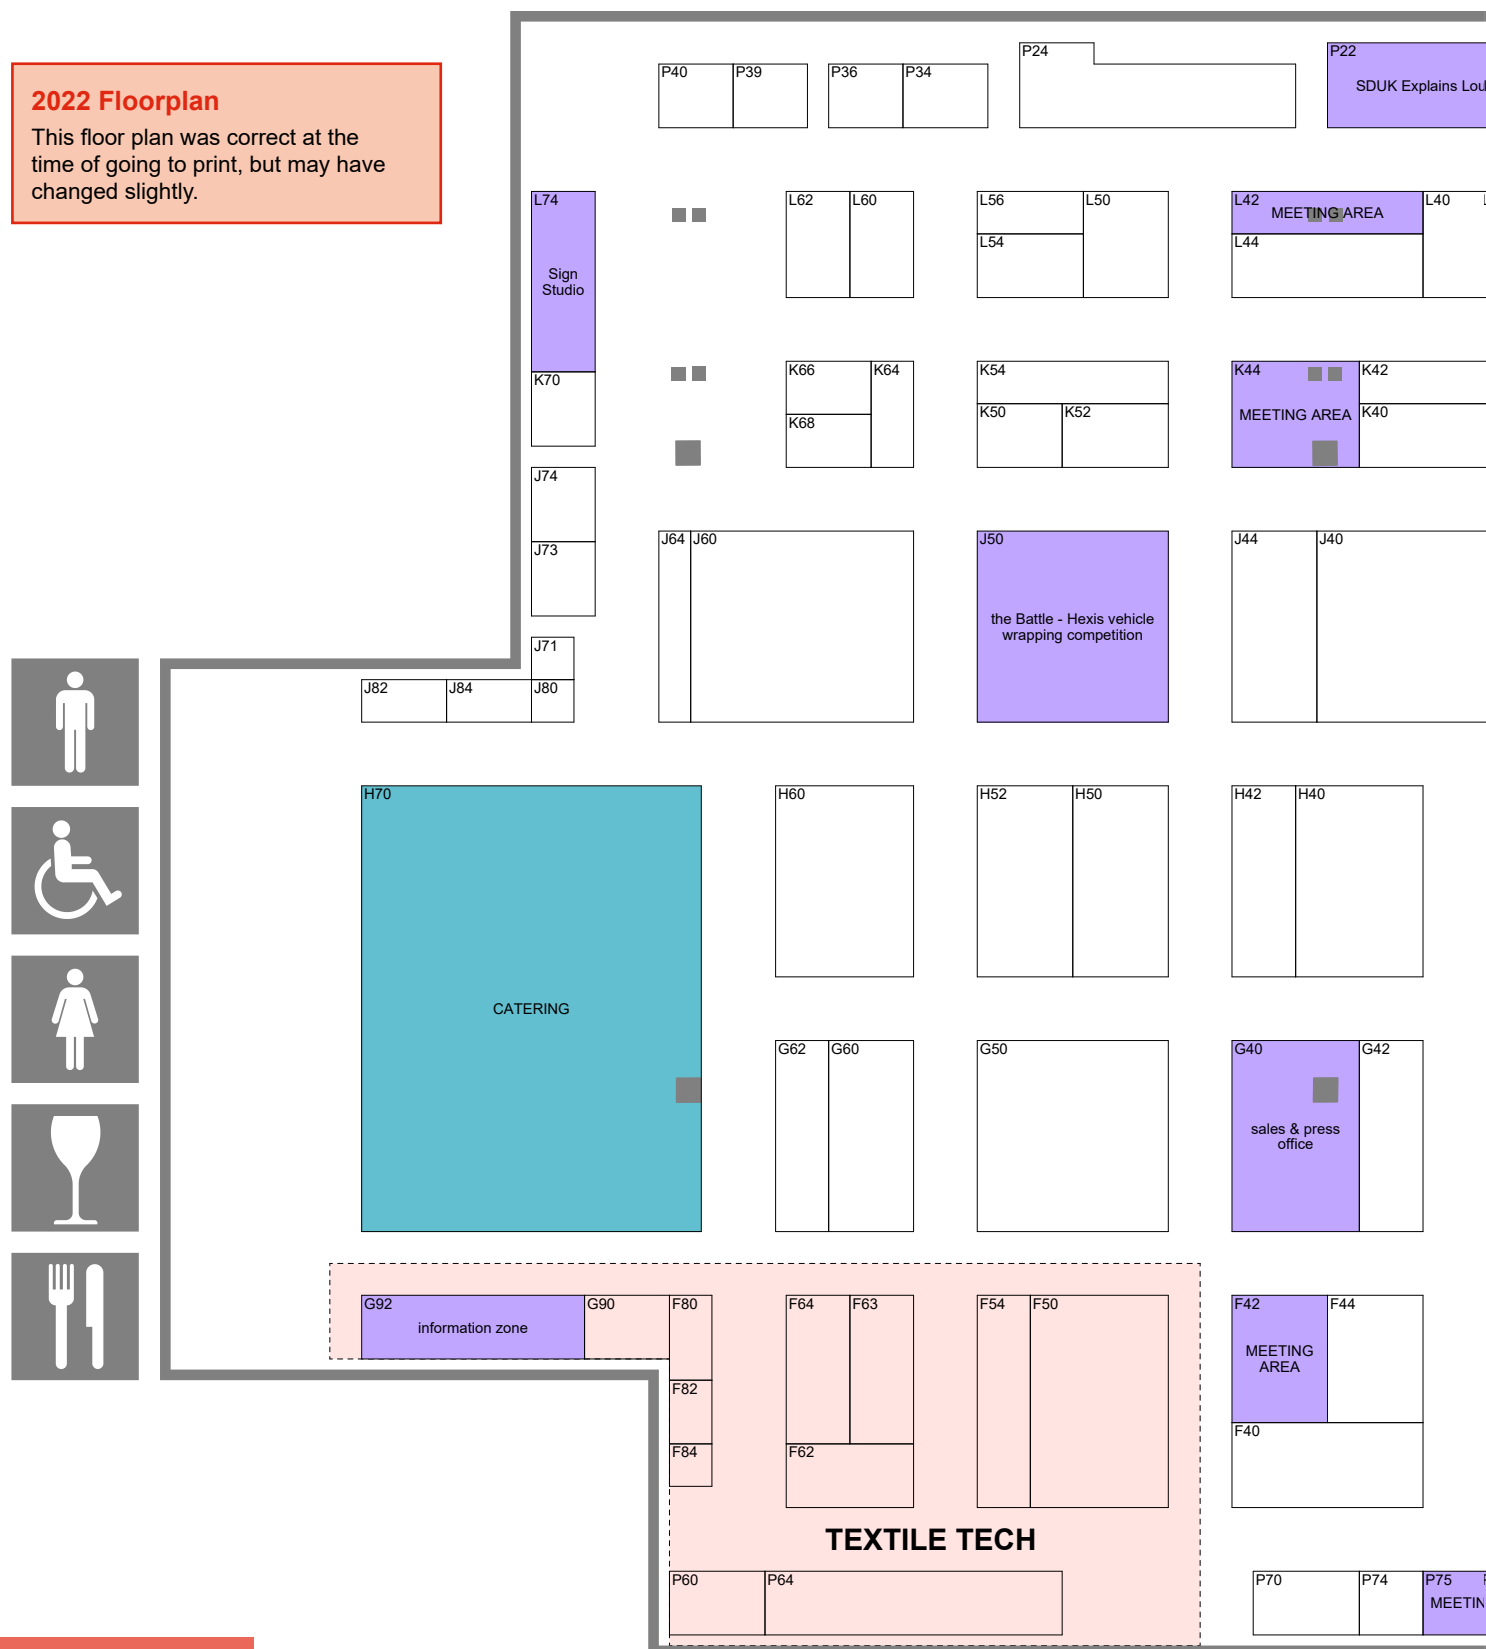 2022 Floorplan
This floor plan was correct at the
time of going to print, but may have
changed slightly.
P24
P22
SDUK Explains Lou
P40
P39
P36
P34
L74
Sign
Studio
L62
L60
L56
L50
L54
L42
MEETING AREA
L40
L44
K70
K66
K64
K68
K54
K50
K52
K44
MEETING AREA
K42
K40
J74
J73
J64
J60
J50
the Battle - Hexis vehicle
wrapping competition
J44
J40
J71
J82
J84
J80
H70
CATERING
H60
H52
H50
H42
H40
G62
G60
G50
G40
sales & press
office
G42
G92
information zone
G90
F80
F82
F84
F64
F63
F62
F54
F50
F42
MEETING
AREA
F44
F40
TEXTILE TECH
P60
P64
P70
P74
P75
MEETIN